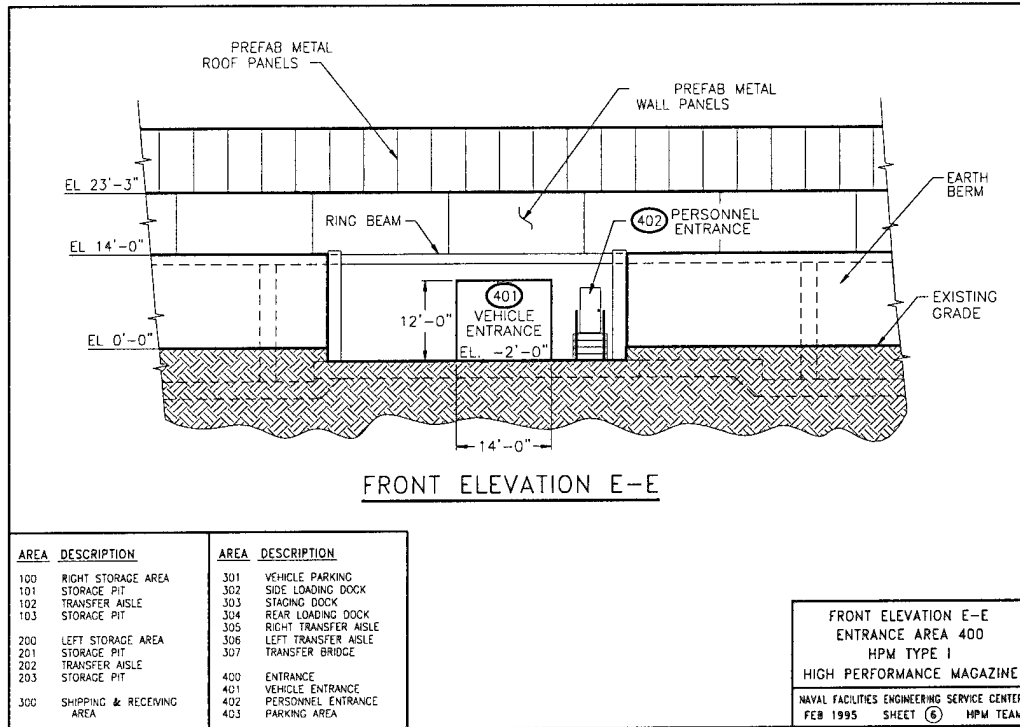 PREFAB METAL
ROOF PANELS
PREFAB METAL
WALL PANELS
EL 23'-3"
EARTH
BERM
RING BEAM
402 PERSONNEL
ENTRANCE
EL 14'-0"
401
VEHICLE
ENTRANCE
12'-0"
EXISTING
GRADE
EL 0'-0"
EL. -2'-0"
14'-0"
FRONT ELEVATION E-E
AREA DESCRIPTION
100 RIGHT STORAGE AREA
101 STORAGE PIT
102 TRANSFER AISLE
103 STORAGE PIT
200 LEFT STORAGE AREA
201 STORAGE PIT
202 TRANSFER AISLE
203 STORAGE PIT
300 SHIPPING & RECEIVING
AREA
AREA DESCRIPTION
301 VEHICLE PARKING
302 SIDE LOADING DOCK
303 STAGING DOCK
304 REAR LOADING DOCK
305 RIGHT TRANSFER AISLE
306 LEFT TRANSFER AISLE
307 TRANSFER BRIDGE
400 ENTRANCE
401 VEHICLE ENTRANCE
402 PERSONNEL ENTRANCE
403 PARKING AREA
FRONT ELEVATION E-E
ENTRANCE AREA 400
HPM TYPE I
HIGH PERFORMANCE MAGAZINE
NAVAL FACILITIES ENGINEERING SERVICE CENTER
FEB 1995 SHEET 6 HPM TEAM